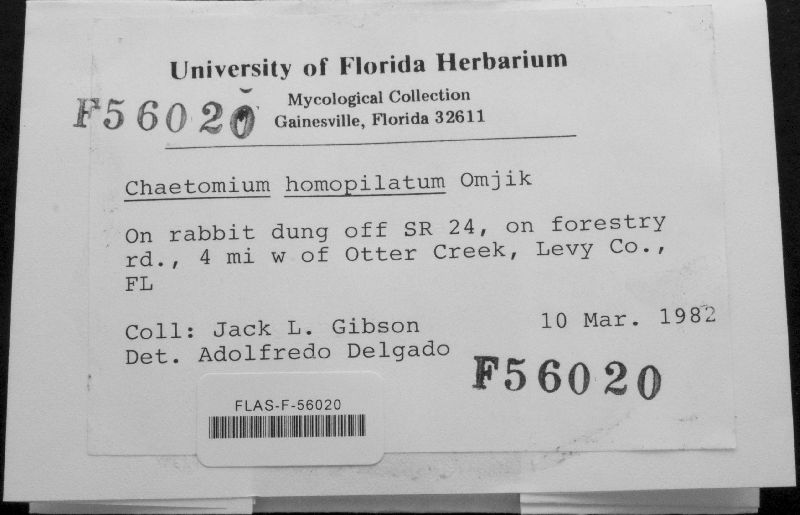 University of Florida Herbarium
F56020
Mycological Collection
Gainesville, Florida 32611
Chaetomium homopilatum Omjik
On rabbit dung off SR 24, on forestry
rd., 4 mi w of Otter Creek, Levy Co.,
FL
Coll: Jack L. Gibson 10 Mar. 1982
Det. Adolfredo Delgado
F56020
FLAS-F-56020